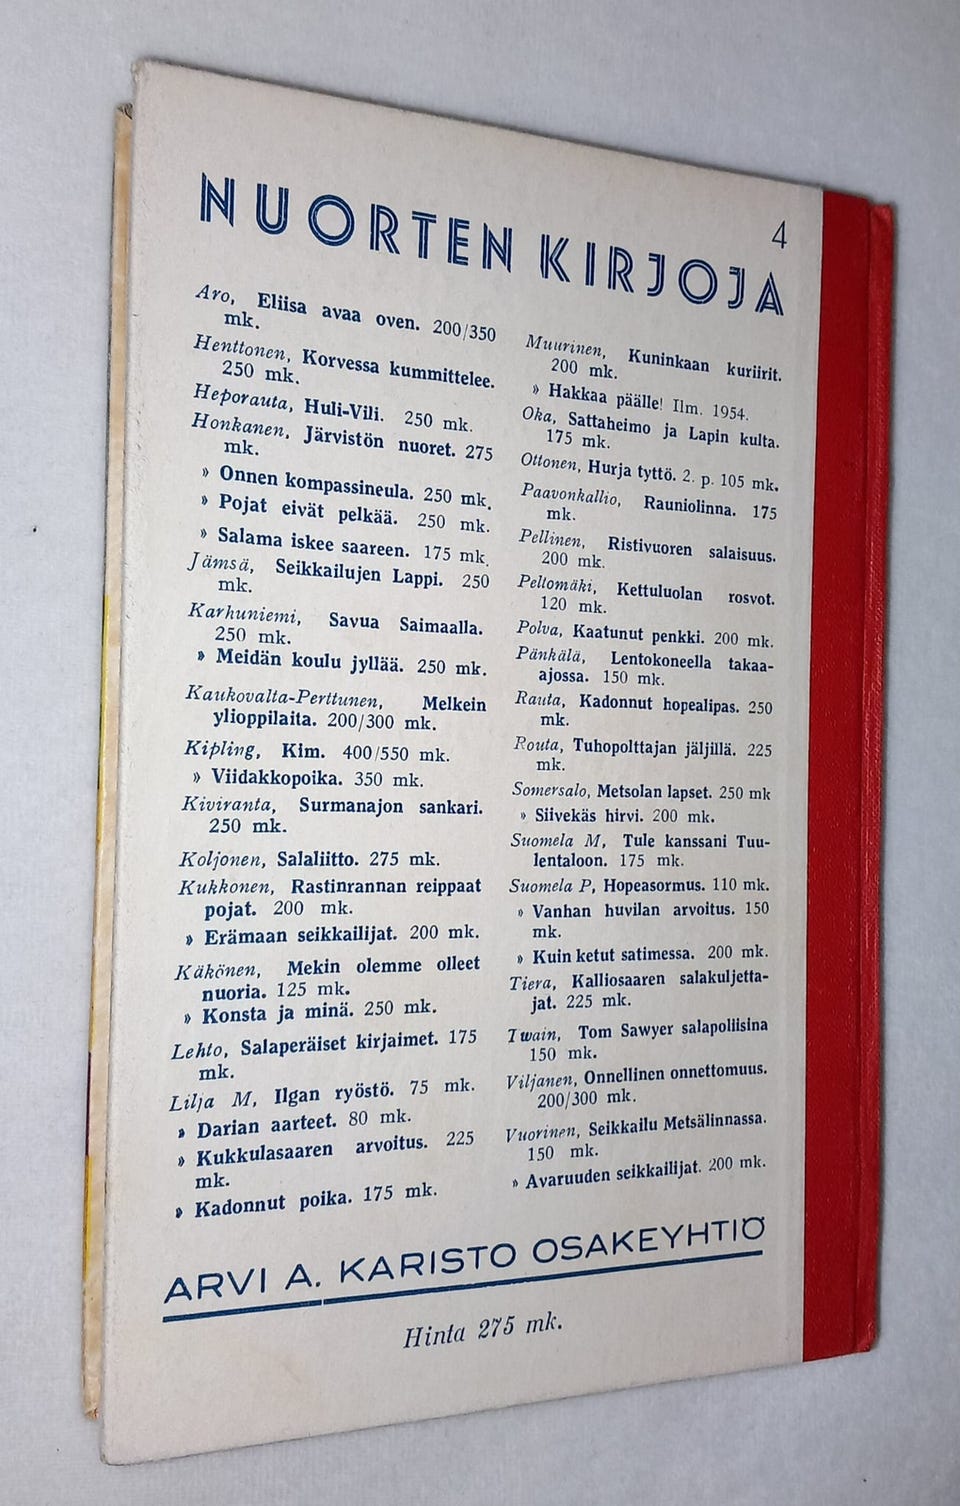 4
NUORTEN KIRJOJA
Aro, Eliisa avaa oven. 200/350
mk.
Henttonen, Korvessa kummittelee.
250 mk.
Heporauta, Huli-Vili. 250 mk.
Honkanen, Järvistön nuoret. 275
mk.
» Onnen kompassineula. 250 mk.
» Pojat eivät pelkää. 250 mk.
» Salama iskee saareen. 175 mk.
Jämsä, Seikkailujen Lappi. 250
mk.
Karhuniemi, Savua Saimaalla.
250 mk.
» Meidän koulu jyllää. 250 mk.
Kaukovalta-Perttunen, Melkein
ylioppilaita. 200/300 mk.
Kipling, Kim. 400/550 mk.
» Viidakkopoika. 350 mk.
Kiviranta, Surmanajon sankari.
250 mk.
Koljonen, Salaliitto. 275 mk.
Kukkonen, Rastinrannan reippaat
pojat. 200 mk.
» Erämaan seikkailijat. 200 mk.
Käkönen, Mekin olemme olleet
nuoria. 125 mk.
» Konsta ja minä. 250 mk.
Lehto, Salaperäiset kirjaimet. 175
mk.
Lilja M, Ilgan ryöstö. 75 mk.
» Darian aarteet. 80 mk.
» Kukkulasaaren arvoitus. 225
mk.
» Kadonnut poika. 175 mk.
Muurinen, Kuninkaan kuriirit.
200 mk.
» Hakkaa päälle! Ilm. 1954.
Oka, Sattaheimo ja Lapin kulta.
175 mk.
Ottonen, Hurja tyttö. 2. p. 105 mk.
Paavonkallio, Rauniolinna. 175
mk.
Pellinen, Ristivuoren salaisuus.
200 mk.
Peltomäki, Kettuluolan rosvot.
120 mk.
Polva, Kaatunut penkki. 200 mk.
Pänkälä, Lentokoneella takaa-
ajossa. 150 mk.
Rauta, Kadonnut hopealipas. 250
mk.
Routa, Tuhopolttajan jäljillä. 225
mk.
Somersalo, Metsolan lapset. 250 mk
» Siivekäs hirvi. 200 mk.
Suomela M, Tule kanssani Tuu-
lentaloon. 175 mk.
Suomela P, Hopeasormus. 110 mk.
» Vanhan huvilan arvoitus. 150
mk.
» Kuin ketut satimessa. 200 mk.
Tiera, Kalliosaaren salakuljetta-
jat. 225 mk.
Twain, Tom Sawyer salapoliisina
150 mk.
Viljanen, Onnellinen onnettomuus.
200/300 mk.
Vuorinen, Seikkailu Metsälinnassa.
150 mk.
» Avaruuden seikkailijat. 200 mk.
ARVI A. KARISTO OSAKEYHTIÖ
Hinta 275 mk.